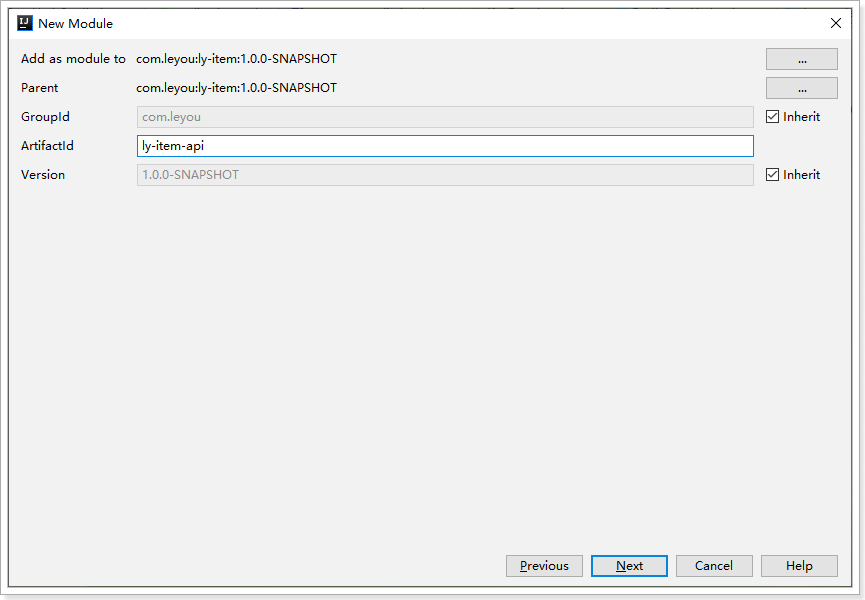 New Module
Add as module to com.leyou:ly-item:1.0.0-SNAPSHOT ...
Parent com.leyou:ly-item:1.0.0-SNAPSHOT ...
GroupId com.leyou Inherit
ArtifactId ly-item-api
Version 1.0.0-SNAPSHOT Inherit
Previous Next Cancel Help